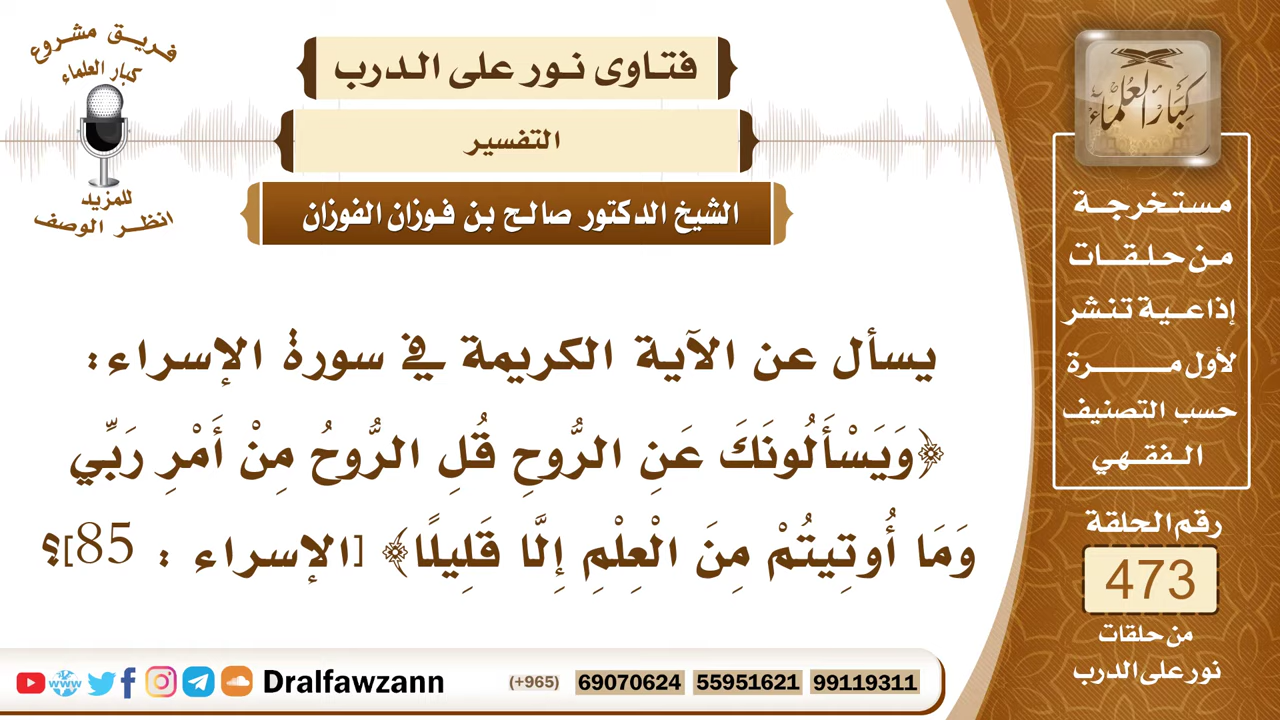 فريق مشروع
كبار العلماء
للمزيد
انظر الوصف
فتاوى نور على الدرب
التفسير
الشيخ الدكتور صالح بن فوزان الفوزان
يسأل عن الآية الكريمة في سورة الإسراء:
﴿وَيَسْأَلُونَكَ عَنِ الرُّوحِ قُلِ الرُّوحُ مِنْ أَمْرِ رَبِّي
وَمَا أُوتِيتُمْ مِنَ الْعِلْمِ إِلَّا قَلِيلًا﴾ [الإسراء : 85]؟
كبار العلماء
مستخرجة
من حلقات
إذاعية تنشر
لأول مرة
حسب التصنيف
الفقهي
رقم الحلقة
473
من حلقات
نور على الدرب
www
Dralfawzann (+965) 69070624 55951621 99119311